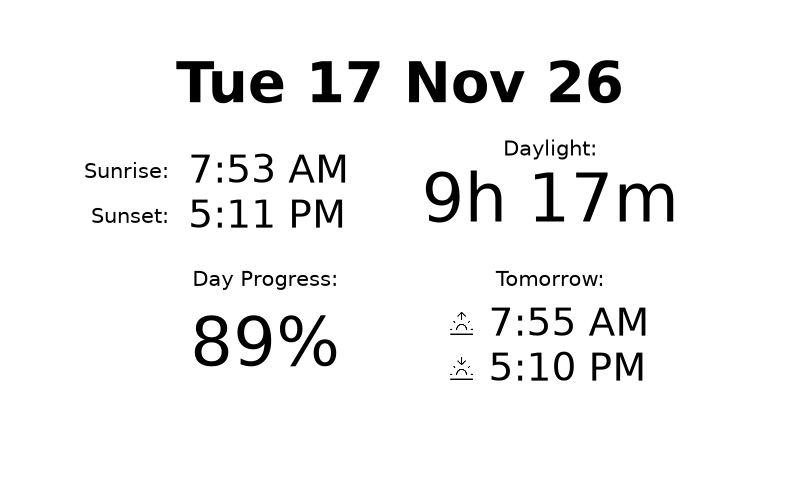 Tue 17 Nov 26
Sunrise: 7:53 AM
Sunset: 5:11 PM
Daylight:
9h 17m
Day Progress:
89%
Tomorrow:
7:55 AM
5:10 PM